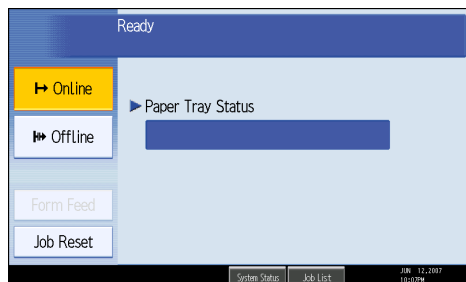 Ready
Online
Paper Tray Status
Offline
Form Feed
Job Reset
System Status
Job List
JUN 12,2007
10:07PM